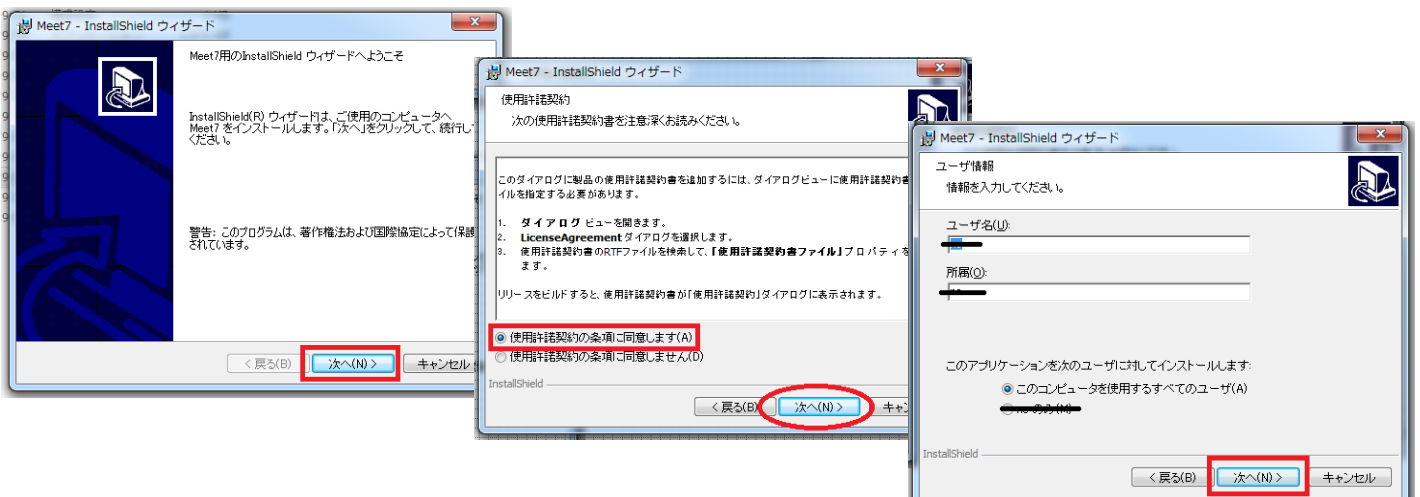 Meet7 - InstallShield ウィザード
Meet7用のInstallShield ウィザードへようこそ
InstallShield(R) ウィザードは、ご使用のコンピュータへ
Meet7 をインストールします。「次へ」をクリックして、続行して
ください。
警告: このプログラムは、著作権法および国際協定によって保護
されています。
< 戻る(B)
次へ(N) >
キャンセル
Meet7 - InstallShield ウィザード
使用許諾契約
次の使用許諾契約書を注意深くお読みください。
このダイアログに製品の使用許諾契約書を追加するには、ダイアログビューに使用許諾契約書
イルを指定する必要があります。
1. ダイアログ ビューを開きます。
2. LicenseAgreement ダイアログを選択します。
3. 使用許諾契約書のRTFファイルを検索して、「使用許諾契約書ファイル」プロパティを
ます。
リリースをビルドすると、使用許諾契約書が「使用許諾契約」ダイアログに表示されます。
使用許諾契約の条項に同意します(A)
使用許諾契約の条項に同意しません(D)
InstallShield
< 戻る(B)
次へ(N) >
キャン
Meet7 - InstallShield ウィザード
ユーザ情報
情報を入力してください。
ユーザ名(U):
所属(O):
このアプリケーションを次のユーザに対してインストールします:
このコンピュータを使用するすべてのユーザ(A)
InstallShield
< 戻る(B)
次へ(N) >
キャンセル